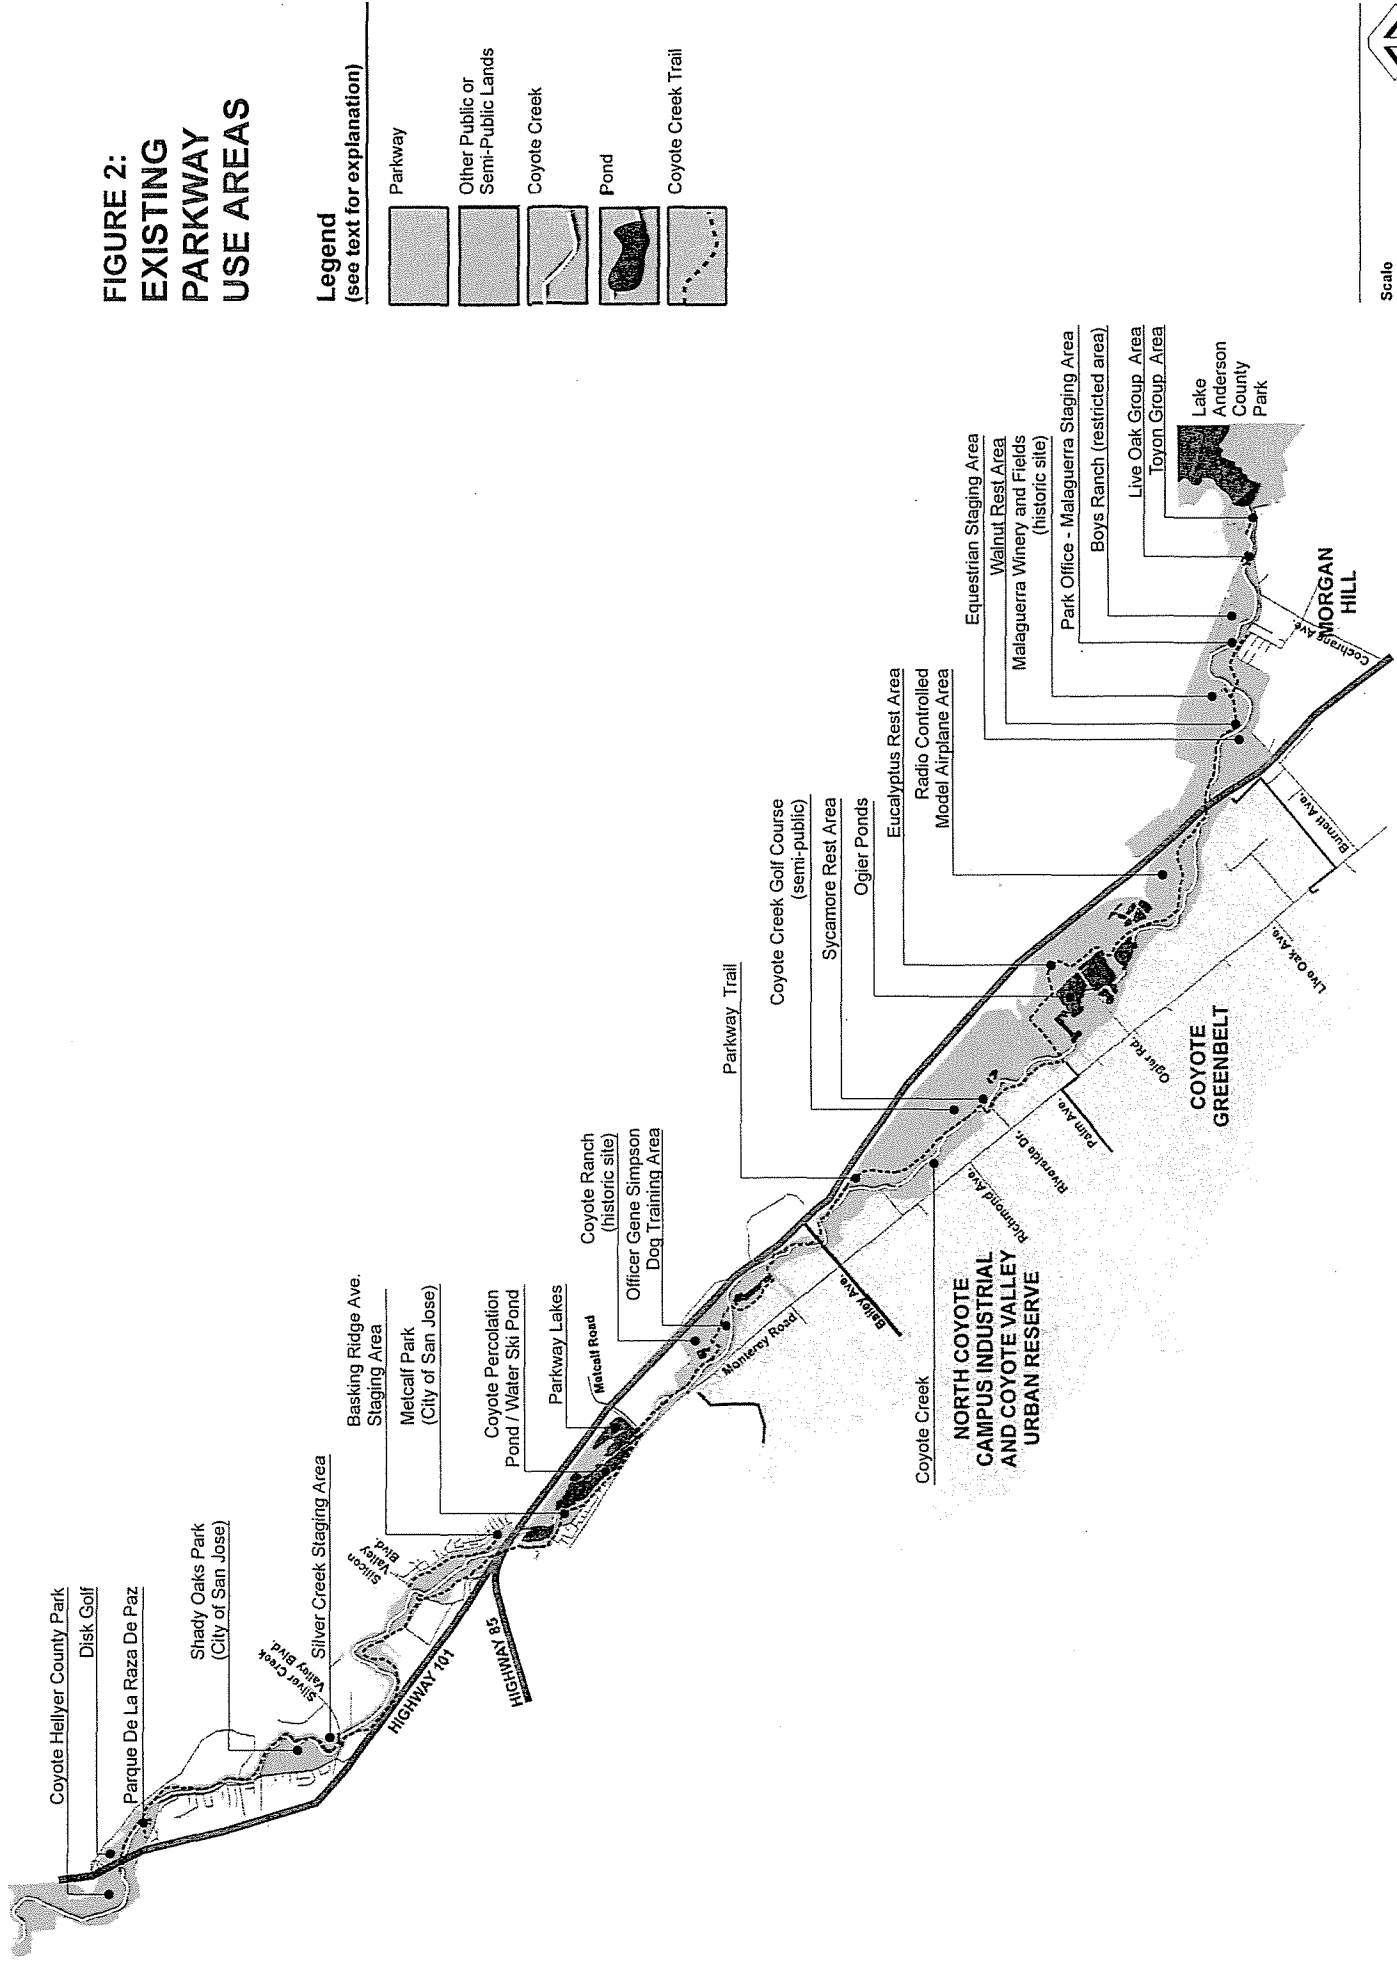 FIGURE 2:
EXISTING
PARKWAY
USE AREAS
Legend
(see text for explanation)
Parkway
Other Public or
Semi-Public Lands
Coyote Creek
Pond
Coyote Creek Trail
Scale
Coyote Hellyer County Park
Disk Golf
Parque De La Raza De Paz
Shady Oaks Park
(City of San Jose)
Silver Creek
Valley Blvd.
Silver Creek Staging Area
Silicon
Valley
Blvd.
HIGHWAY 101
HIGHWAY 85
Basking Ridge Ave.
Staging Area
Metcalf Park
(City of San Jose)
Coyote Percolation
Pond / Water Ski Pond
Parkway Lakes
Metcalf Road
Coyote Ranch
(historic site)
Officer Gene Simpson
Dog Training Area
Monterey Road
Bailey Ave.
Parkway Trail
Coyote Creek Golf Course
(semi-public)
Sycamore Rest Area
Ogier Ponds
Eucalyptus Rest Area
Radio Controlled
Model Airplane Area
Coyote Creek
NORTH COYOTE
CAMPUS INDUSTRIAL
AND COYOTE VALLEY
URBAN RESERVE
Richmond Ave.
Riverside Dr.
Palm Ave.
Ogier Rd.
COYOTE
GREENBELT
Live Oak Ave.
Burnett Ave.
Equestrian Staging Area
Walnut Rest Area
Malaguerra Winery and Fields
(historic site)
Park Office - Malaguerra Staging Area
Boys Ranch (restricted area)
Live Oak Group Area
Toyon Group Area
Lake
Anderson
County
Park
Cochrang Ave.
MORGAN
HILL